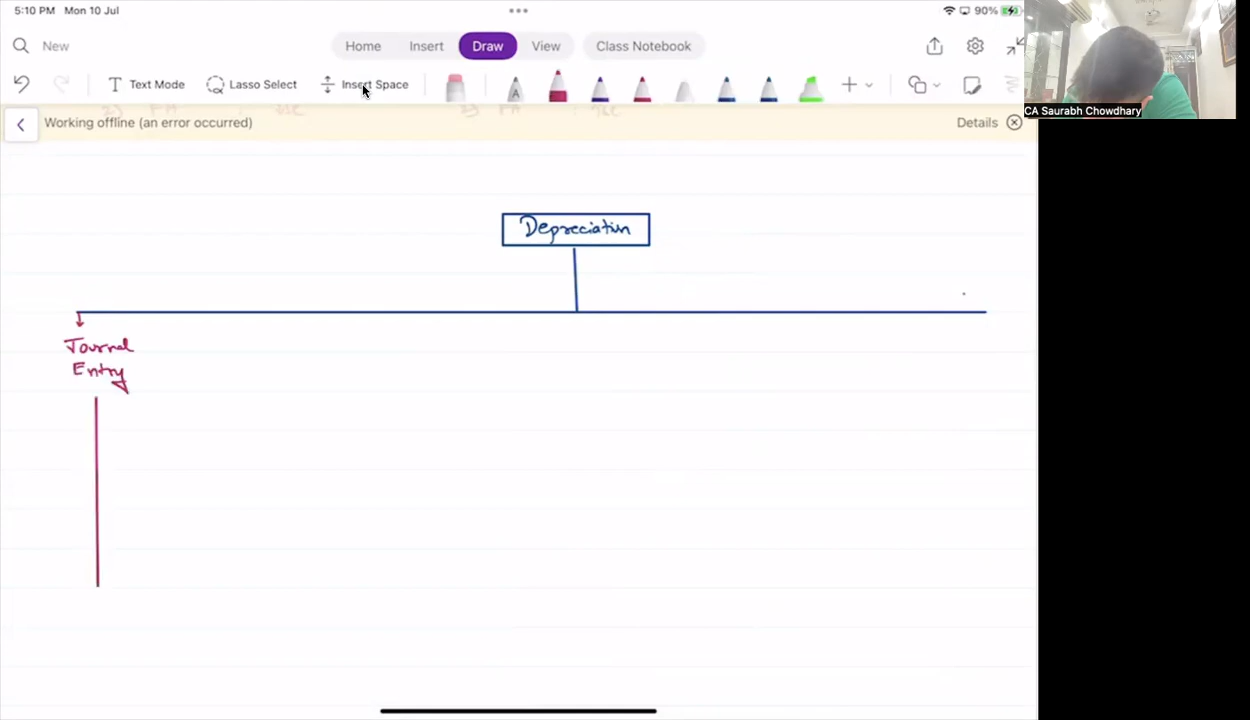 5:10 PM Mon 10 Jul
90%
New
Home
Insert
Draw
View
Class Notebook
Text Mode
Lasso Select
Insert Space
A
CA Saurabh Chowdhary
Working offline (an error occurred)
Details
Depreciation
Journal
Entry